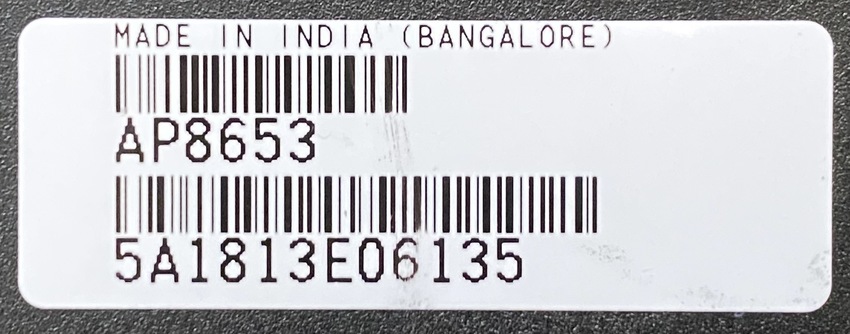 MADE IN INDIA (BANGALORE)
AP8653
5A1813E06135